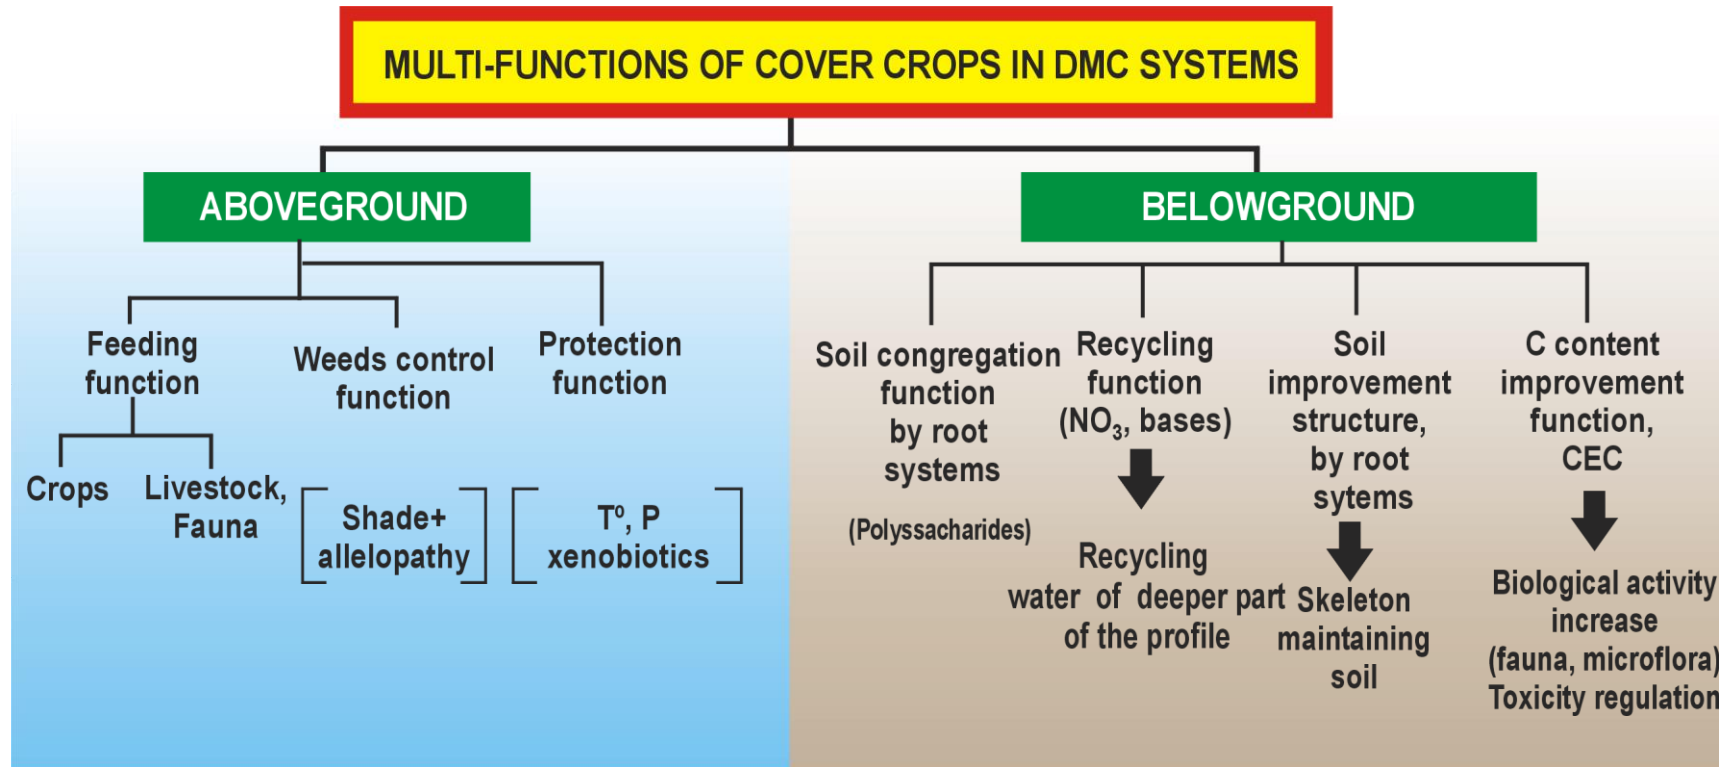 MULTI-FUNCTIONS OF COVER CROPS IN DMC SYSTEMS
ABOVEGROUND
Feeding
function
Crops
Livestock,
Fauna
Weeds control
function
Shade+
allelopathy
Protection
function
Tº, P
xenobiotics
BELOWGROUND
Soil congregation
function
by root
systems
(Polyssacharides)
Recycling
function
(NO₃, bases)
Recycling
water of deeper part
of the profile
Soil
improvement
structure,
by root
sytems
Skeleton
maintaining
soil
C content
improvement
function,
CEC
Biological activity
increase
(fauna, microflora)
Toxicity regulation